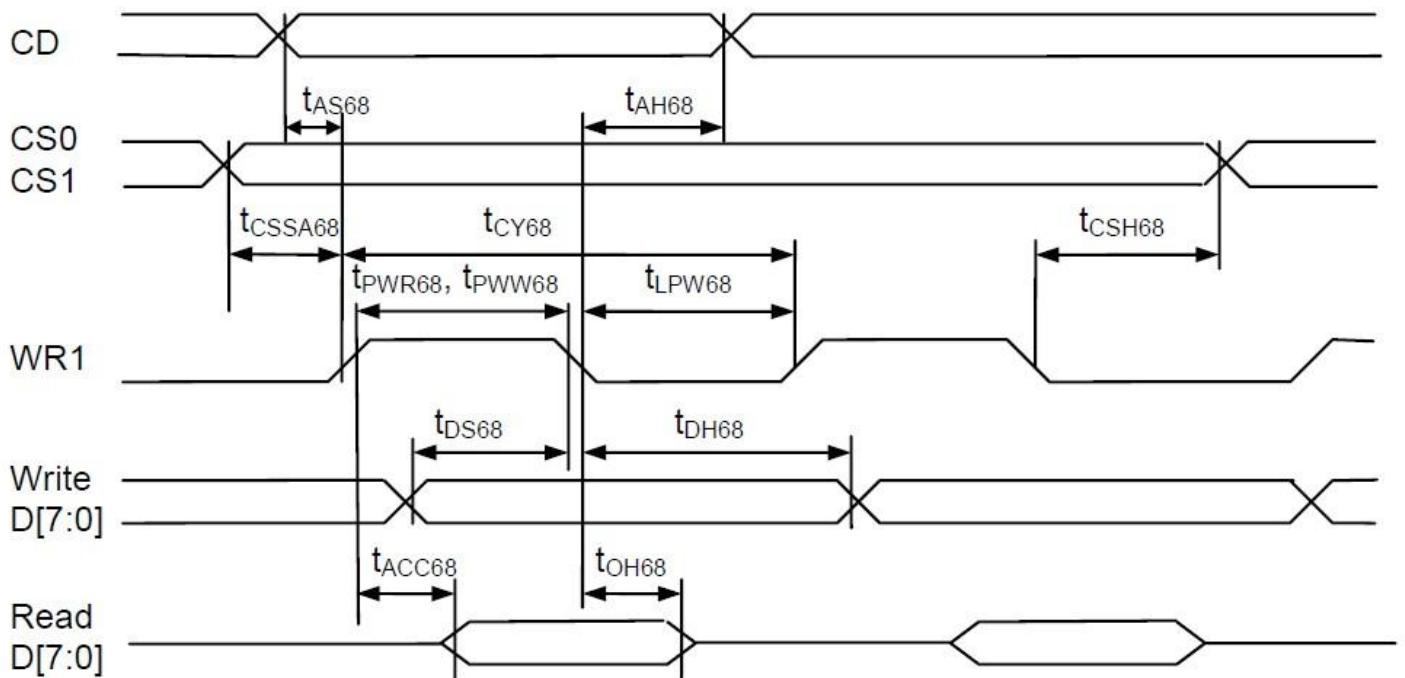 CD
tAS68 tAH68
CS0
CS1
tCSSA68 tCY68 tCSH68
tPWR68, tPWW68 tLPW68
WR1
tDS68 tDH68
Write
D[7:0]
tACC68 tOH68
Read
D[7:0]